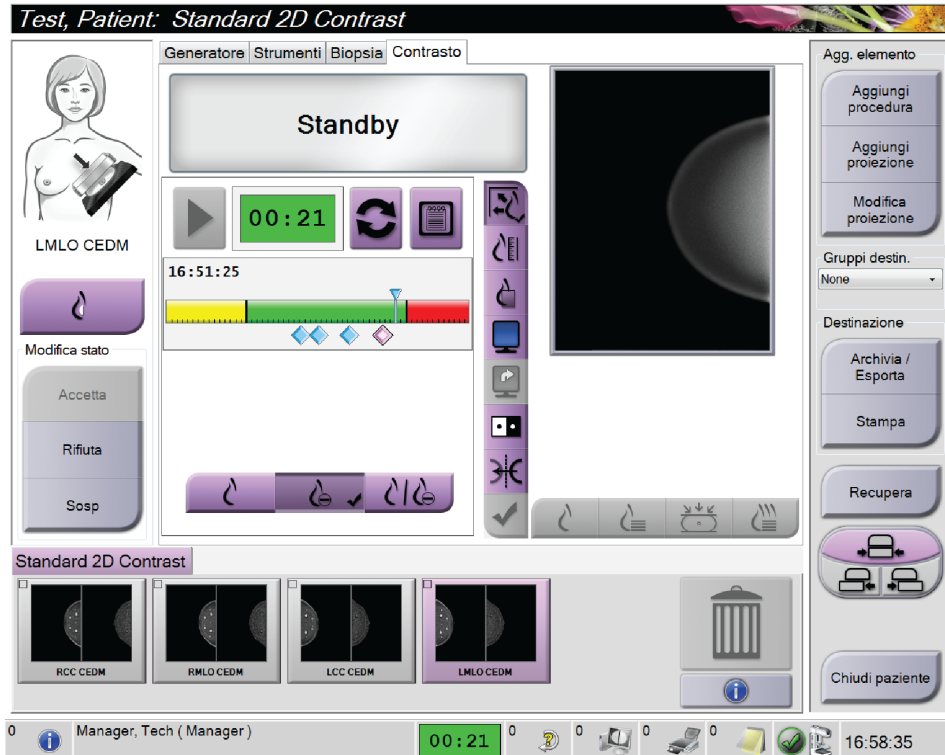 Test, Patient: Standard 2D Contrast
Generatore Strumenti Biopsia Contrasto
Standby
LMLO CEDM
00:21
16:51:25
Modifica stato
Accetta
Rifiuta
Sosp
Agg. elemento
Aggiungi
procedura
Aggiungi
proiezione
Modifica
proiezione
Gruppi destin.
None
Destinazione
Archivia /
Esporta
Stampa
Recupera
Chiudi paziente
Standard 2D Contrast
RCC CEDM
RMLO CEDM
LCC CEDM
LMLO CEDM
0 Manager, Tech ( Manager ) 00:21 0 0 0 0 16:58:35